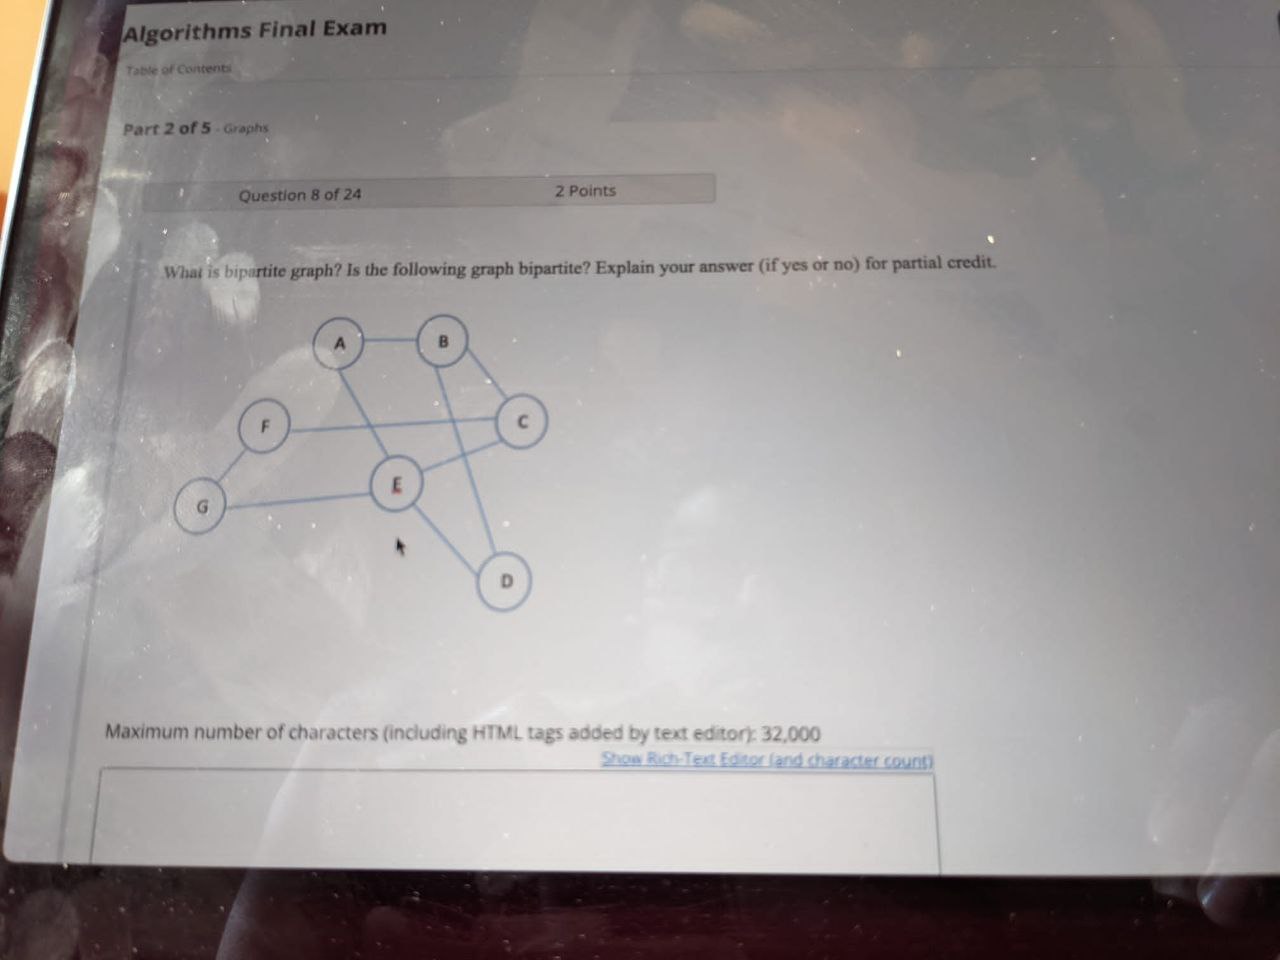 Algorithms Final Exam
Table of Contents
Part 2 of 5 - Graphs
Question 8 of 24 2 Points
What is bipartite graph? Is the following graph bipartite? Explain your answer (if yes or no) for partial credit.
A B
F C
E
G
D
Maximum number of characters (including HTML tags added by text editor): 32,000
Show Rich-Text Editor (and character count)